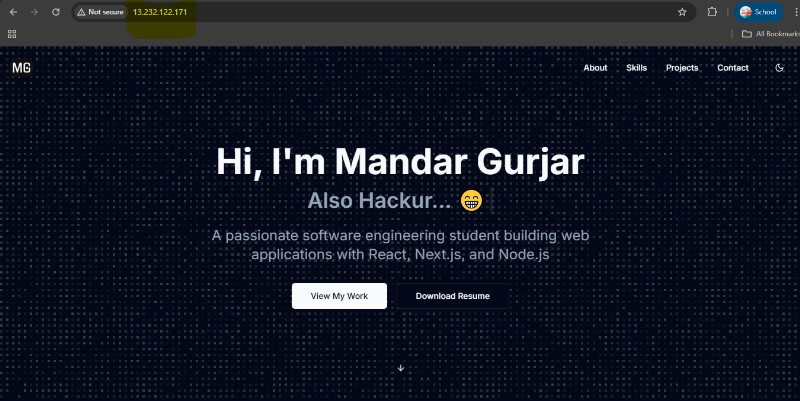 Not secure 13.232.122.171
School
All Bookmarks
MG
About Skills Projects Contact
Hi, I'm Mandar Gurjar
Also Hackur... 😁
A passionate software engineering student building web
applications with React, Next.js, and Node.js
View My Work Download Resume